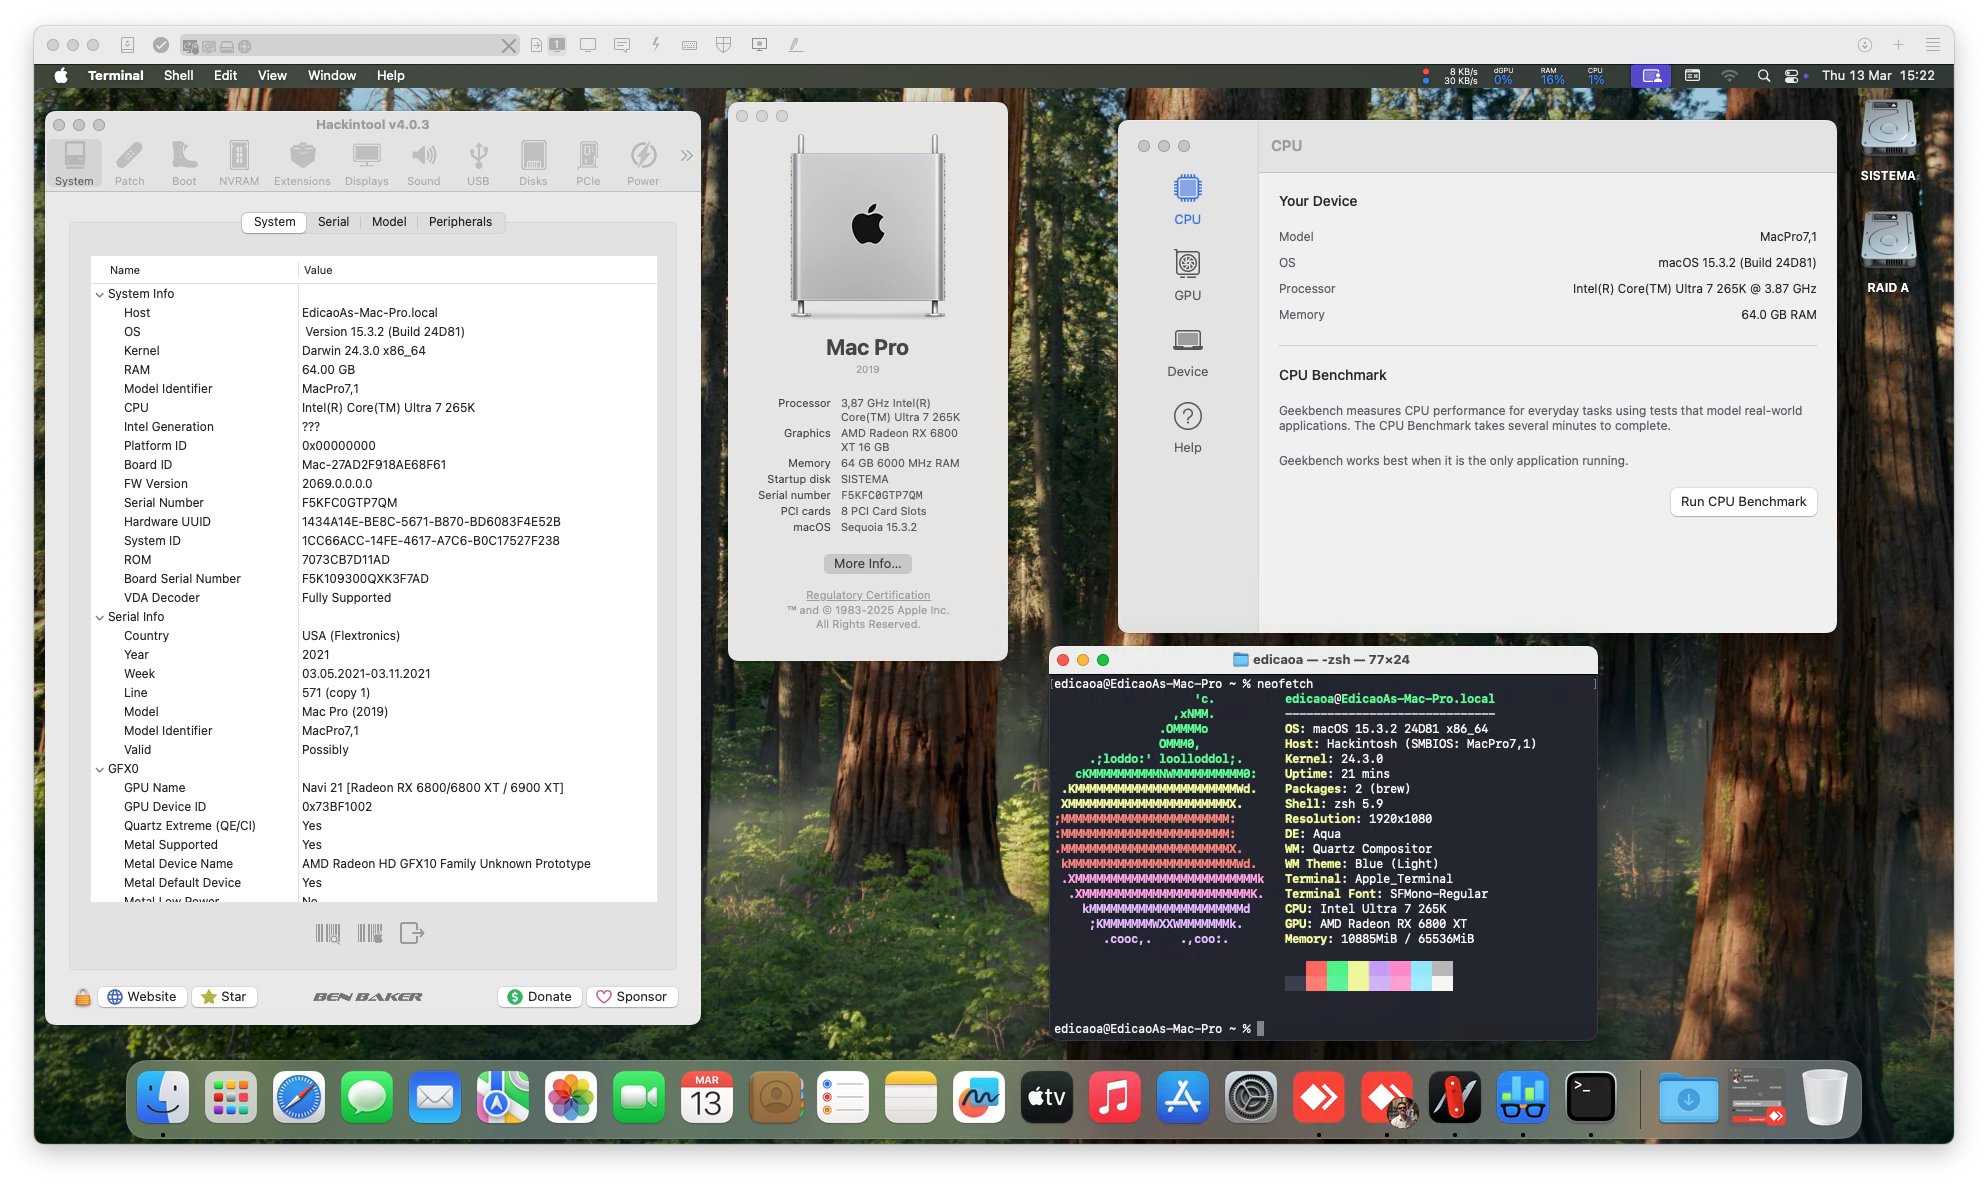 1
Terminal Shell Edit View Window Help
8 KB/s
30 KB/s
dGPU
0%
RAM
16%
CPU
1%
Thu 13 Mar 15:22
Hackintool v4.0.3
System Patch Boot NVRAM Extensions Displays Sound USB Disks PCIe Power
System Serial Model Peripherals
Name Value
System Info
Host EdicaoAs-Mac-Pro.local
OS Version 15.3.2 (Build 24D81)
Kernel Darwin 24.3.0 x86_64
RAM 64.00 GB
Model Identifier MacPro7,1
CPU Intel(R) Core(TM) Ultra 7 265K
Intel Generation ???
Platform ID 0x00000000
Board ID Mac-27AD2F918AE68F61
FW Version 2069.0.0.0.0
Serial Number F5KFC0GTP7QM
Hardware UUID 1434A14E-BE8C-5671-B870-BD6083F4E52B
System ID 1CC66ACC-14FE-4617-A7C6-B0C17527F238
ROM 7073CB7D11AD
Board Serial Number F5K109300QXK3F7AD
VDA Decoder Fully Supported
Serial Info
Country USA (Flextronics)
Year 2021
Week 03.05.2021-03.11.2021
Line 571 (copy 1)
Model Mac Pro (2019)
Model Identifier MacPro7,1
Valid Possibly
GFX0
GPU Name Navi 21 [Radeon RX 6800/6800 XT / 6900 XT]
GPU Device ID 0x73BF1002
Quartz Extreme (QE/CI) Yes
Metal Supported Yes
Metal Device Name AMD Radeon HD GFX10 Family Unknown Prototype
Metal Default Device Yes
Metal Low Power No
Website Star BEN BAKER Donate Sponsor
Mac Pro
2019
Processor 3,87 GHz Intel(R)
Core(TM) Ultra 7 265K
Graphics AMD Radeon RX 6800
XT 16 GB
Memory 64 GB 6000 MHz RAM
Startup disk SISTEMA
Serial number F5KFC0GTP7QM
PCI cards 8 PCI Card Slots
macOS Sequoia 15.3.2
More Info...
Regulatory Certification
™ and © 1983-2025 Apple Inc.
All Rights Reserved.
CPU
GPU
Device
Help
CPU
Your Device
Model MacPro7,1
OS macOS 15.3.2 (Build 24D81)
Processor Intel(R) Core(TM) Ultra 7 265K @ 3.87 GHz
Memory 64.0 GB RAM
CPU Benchmark
Geekbench measures CPU performance for everyday tasks using tests that model real-world
applications. The CPU Benchmark takes several minutes to complete.
Geekbench works best when it is the only application running.
Run CPU Benchmark
SISTEMA
RAID A
edicaoa — -zsh — 77×24
edicaoa@EdicaoAs-Mac-Pro ~ % neofetch
'c. edicaoa@EdicaoAs-Mac-Pro.local
,xNMM. ------------------------------
.OMMMMo OS: macOS 15.3.2 24D81 x86_64
OMMM0, Host: Hackintosh (SMBIOS: MacPro7,1)
.;loddo:' loolloddol;. Kernel: 24.3.0
cKMMMMMMMMMMNWMMMMMMMMMM0: Uptime: 21 mins
.KMMMMMMMMMMMMMMMMMMMMMMMWd. Packages: 2 (brew)
XMMMMMMMMMMMMMMMMMMMMMMMX. Shell: zsh 5.9
;MMMMMMMMMMMMMMMMMMMMMMMM: Resolution: 1920x1080
:MMMMMMMMMMMMMMMMMMMMMMMM: DE: Aqua
.MMMMMMMMMMMMMMMMMMMMMMMMX. WM: Quartz Compositor
kMMMMMMMMMMMMMMMMMMMMMMMMWd. WM Theme: Blue (Light)
.XMMMMMMMMMMMMMMMMMMMMMMMMMMk Terminal: Apple_Terminal
.XMMMMMMMMMMMMMMMMMMMMMMMMK. Terminal Font: SFMono-Regular
kMMMMMMMMMMMMMMMMMMMMMMd CPU: Intel Ultra 7 265K
;KMMMMMMMWXXWMMMMMMMk. GPU: AMD Radeon RX 6800 XT
.cooc,. .,coo:. Memory: 10885MiB / 65536MiB
edicaoa@EdicaoAs-Mac-Pro ~ %
MAR
13
tv
>_